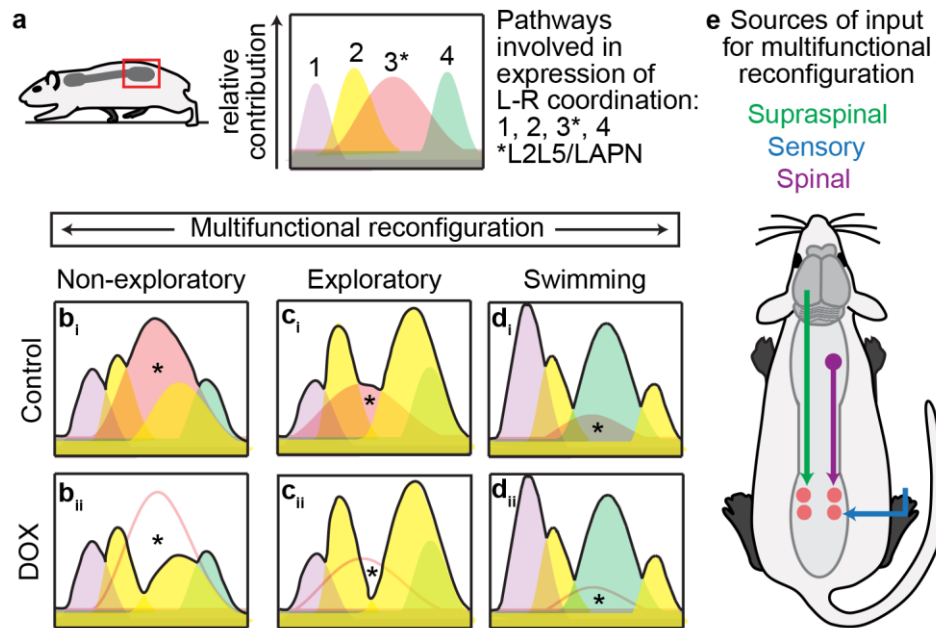 a
relative
contribution
1
2
3*
4
Pathways
involved in
expression of
L-R coordination:
1, 2, 3*, 4
*L2L5/LAPN
e Sources of input
for multifunctional
reconfiguration
Supraspinal
Sensory
Spinal
Multifunctional reconfiguration
Non-exploratory
Exploratory
Swimming
Control
bi
*
ci
*
di
*
DOX
bii
*
cii
*
dii
*